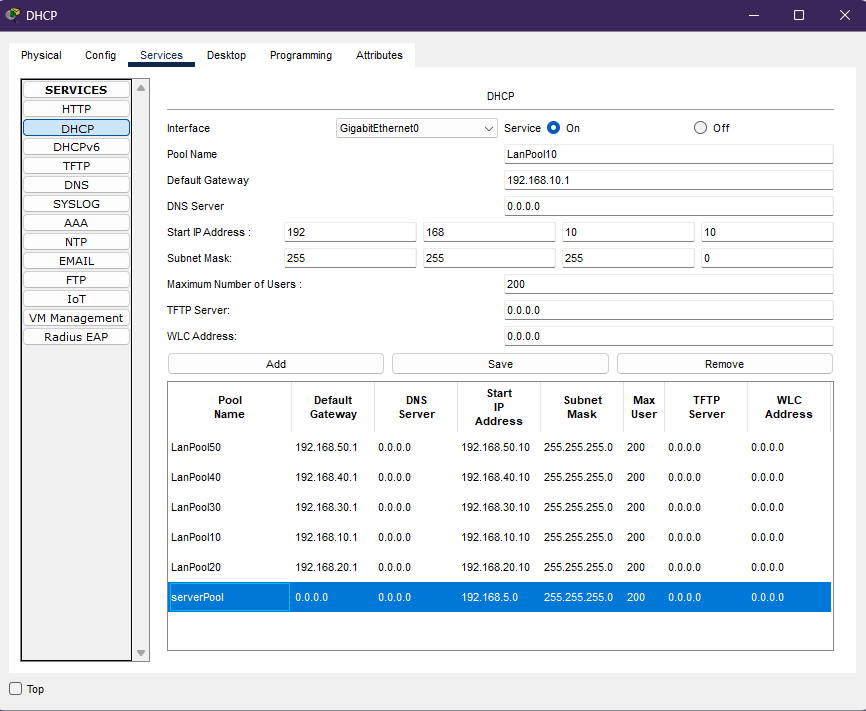 DHCP
Physical Config Services Desktop Programming Attributes
SERVICES
HTTP
DHCP
DHCPv6
TFTP
DNS
SYSLOG
AAA
NTP
EMAIL
FTP
IoT
VM Management
Radius EAP
DHCP
Interface GigabitEthernet0 Service On Off
Pool Name LanPool10
Default Gateway 192.168.10.1
DNS Server 0.0.0.0
Start IP Address : 192 168 10 10
Subnet Mask: 255 255 255 0
Maximum Number of Users : 200
TFTP Server: 0.0.0.0
WLC Address: 0.0.0.0
Add Save Remove
Pool Name Default Gateway DNS Server Start IP Address Subnet Mask Max User TFTP Server WLC Address
LanPool50 192.168.50.1 0.0.0.0 192.168.50.10 255.255.255.0 200 0.0.0.0 0.0.0.0
LanPool40 192.168.40.1 0.0.0.0 192.168.40.10 255.255.255.0 200 0.0.0.0 0.0.0.0
LanPool30 192.168.30.1 0.0.0.0 192.168.30.10 255.255.255.0 200 0.0.0.0 0.0.0.0
LanPool10 192.168.10.1 0.0.0.0 192.168.10.10 255.255.255.0 200 0.0.0.0 0.0.0.0
LanPool20 192.168.20.1 0.0.0.0 192.168.20.10 255.255.255.0 200 0.0.0.0 0.0.0.0
serverPool 0.0.0.0 0.0.0.0 192.168.5.0 255.255.255.0 200 0.0.0.0 0.0.0.0
Top